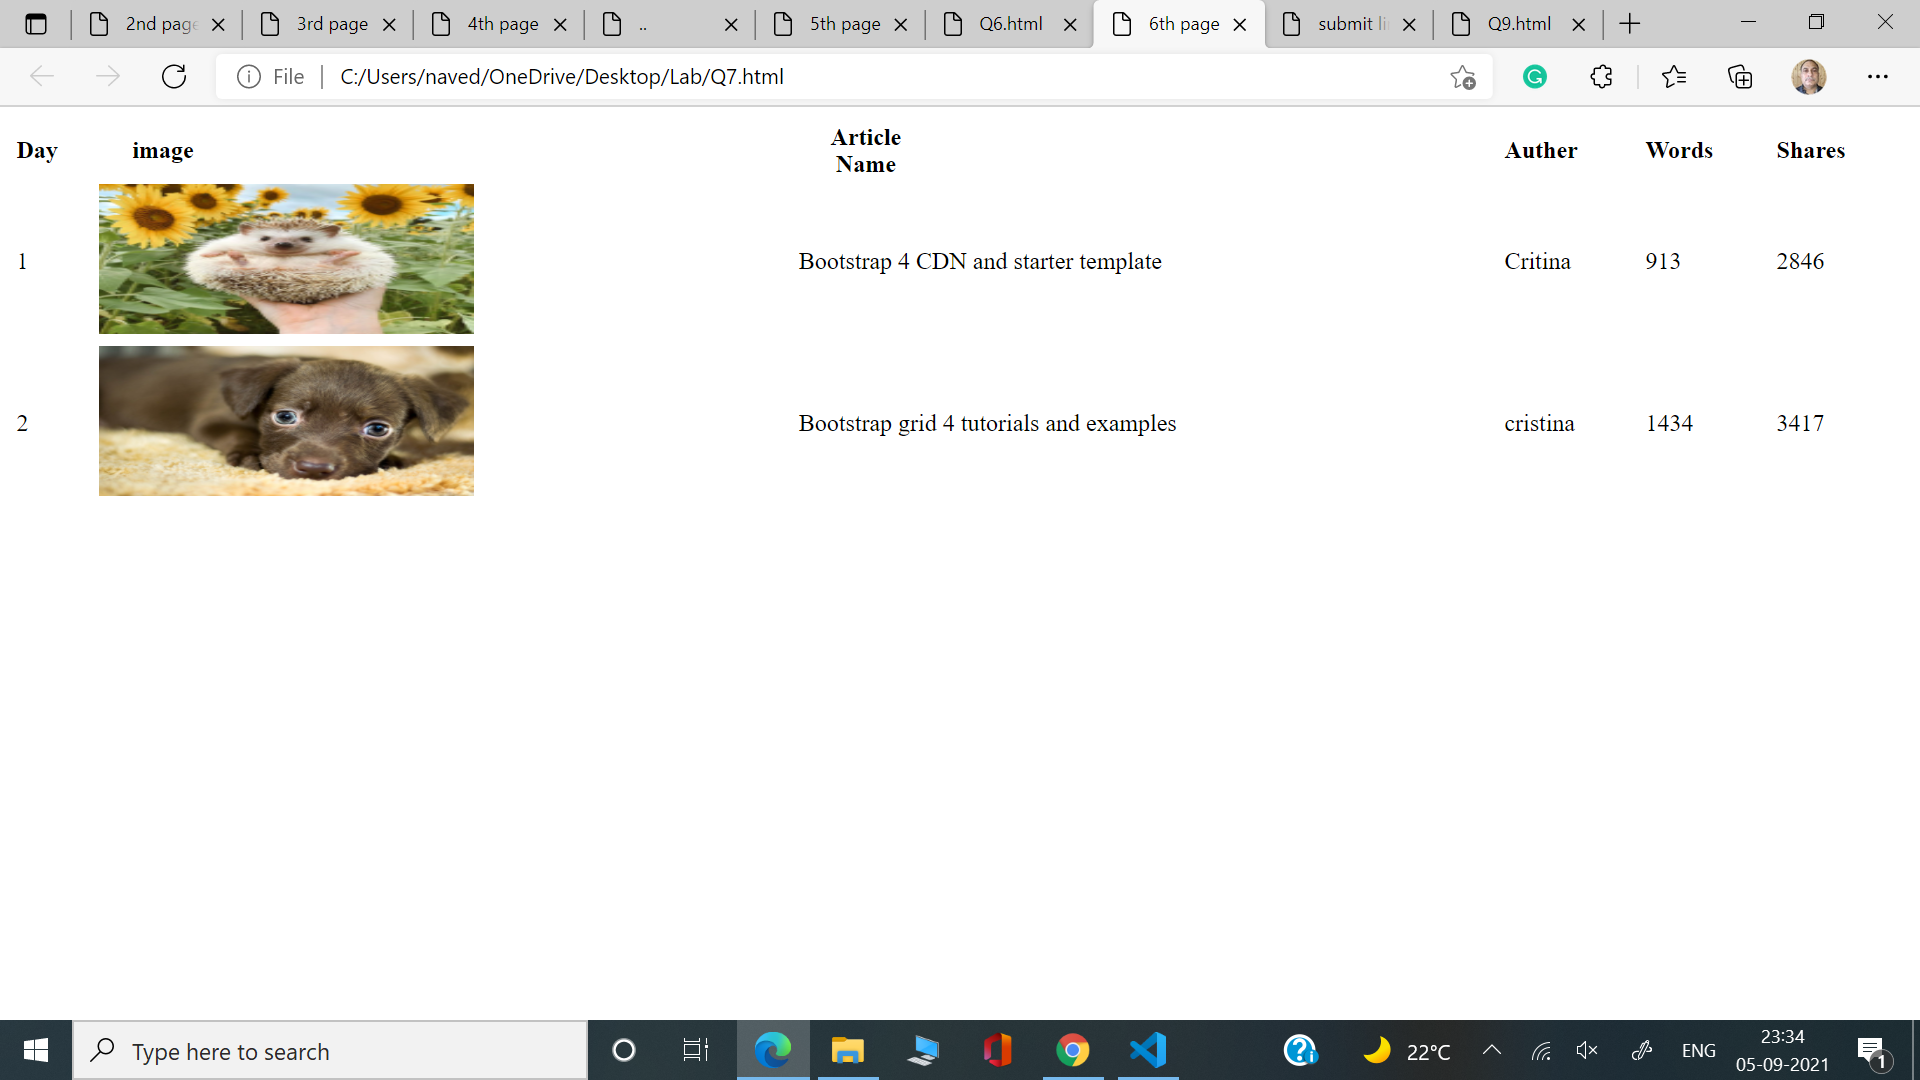 2nd page 3rd page 4th page .. 5th page Q6.html 6th page submit li Q9.html
File C:/Users/naved/OneDrive/Desktop/Lab/Q7.html
Day image Article Name Auther Words Shares
1 Bootstrap 4 CDN and starter template Critina 913 2846
2 Bootstrap grid 4 tutorials and examples cristina 1434 3417
Type here to search 22°C ENG 23:34
05-09-2021 1